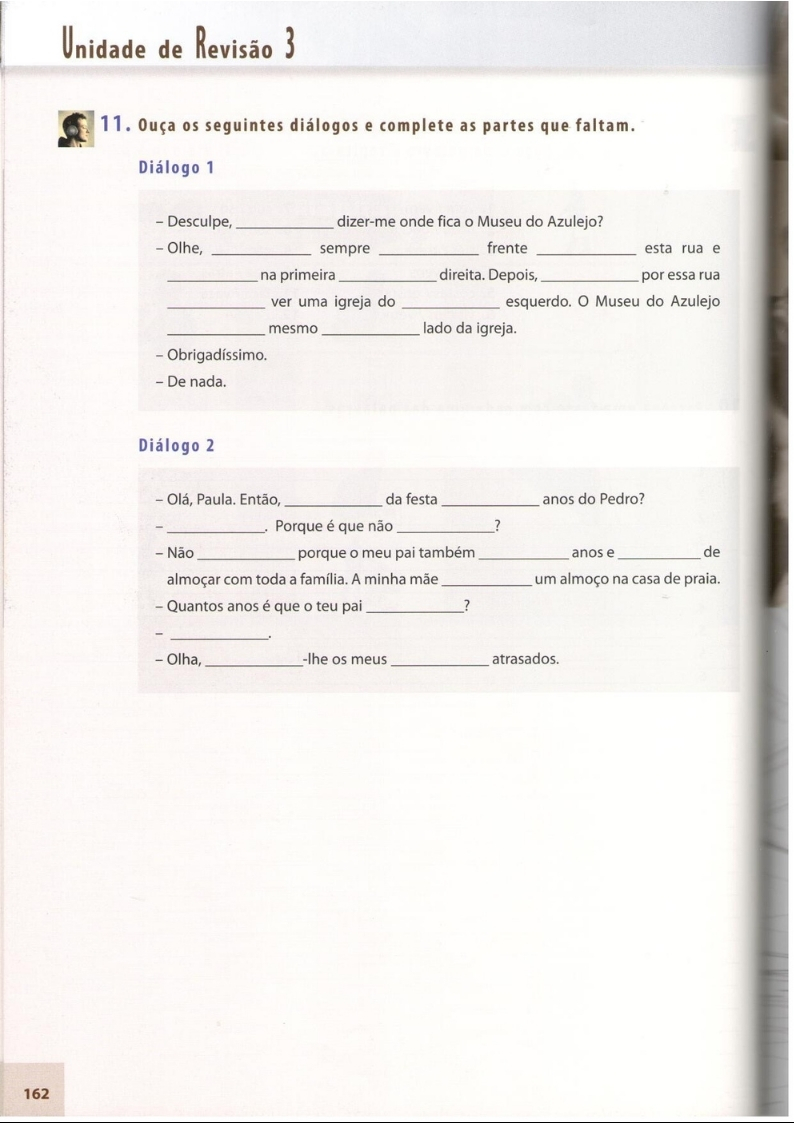 Unidade de Revisão 3
11. Ouça os seguintes diálogos e complete as partes que faltam.
Diálogo 1
– Desculpe, ____________ dizer-me onde fica o Museu do Azulejo?
– Olhe, ____________ sempre ____________ frente ____________ esta rua e
____________ na primeira ____________ direita. Depois, ____________ por essa rua
____________ ver uma igreja do ____________ esquerdo. O Museu do Azulejo
____________ mesmo ____________ lado da igreja.
– Obrigadíssimo.
– De nada.
Diálogo 2
– Olá, Paula. Então, ____________ da festa ____________ anos do Pedro?
– ____________. Porque é que não ____________?
– Não ____________ porque o meu pai também ____________ anos e ____________ de
almoçar com toda a família. A minha mãe ____________ um almoço na casa de praia.
– Quantos anos é que o teu pai ____________?
– ____________.
– Olha, ____________-lhe os meus ____________ atrasados.
162